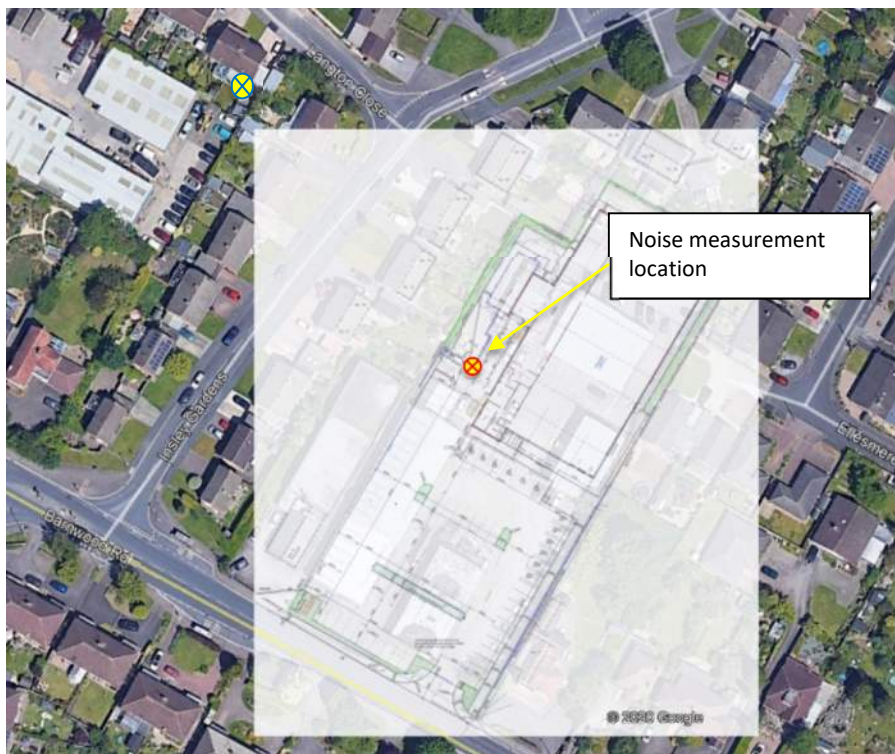 Langton Close
Noise measurement
location
Insley Gardens
Ellesmere
Barnwood Rd
© 2020 Google